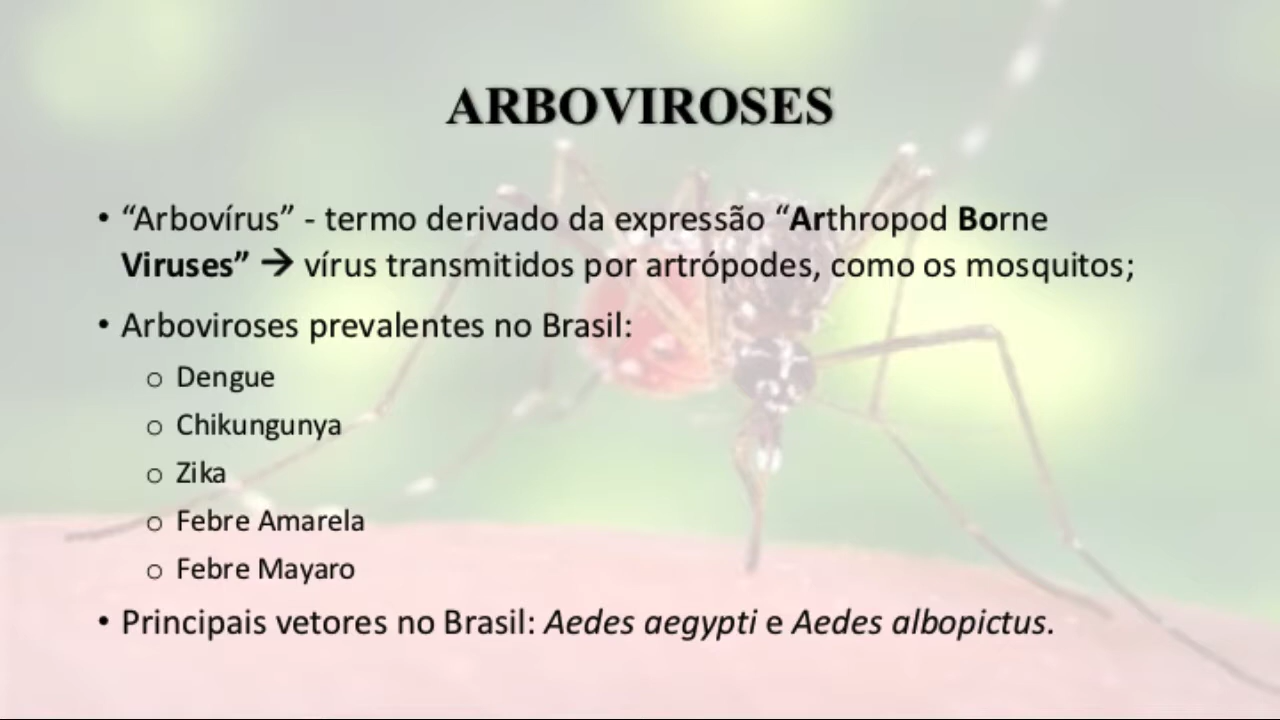 ARBOVIROSES
• “Arbovírus” - termo derivado da expressão “Arthropod Borne
Viruses” → vírus transmitidos por artrópodes, como os mosquitos;
• Arboviroses prevalentes no Brasil:
o Dengue
o Chikungunya
o Zika
o Febre Amarela
o Febre Mayaro
• Principais vetores no Brasil: Aedes aegypti e Aedes albopictus.